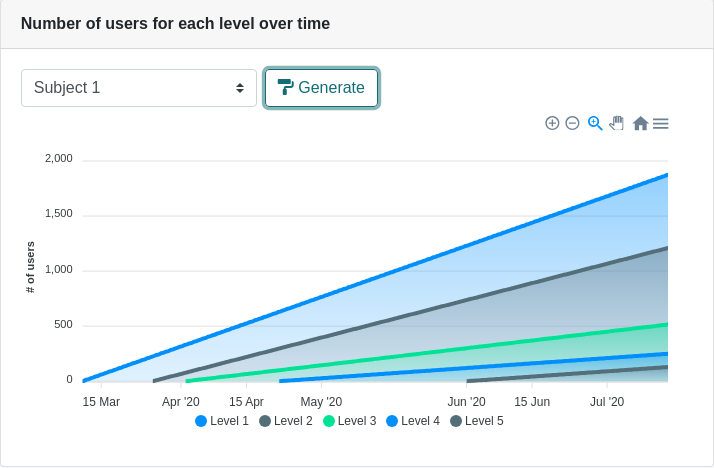 Number of users for each level over time
Subject 1
Generate
2,000
1,500
1,000
500
0
# of users
15 Mar Apr '20 15 Apr May '20 Jun '20 15 Jun Jul '20
Level 1 Level 2 Level 3 Level 4 Level 5